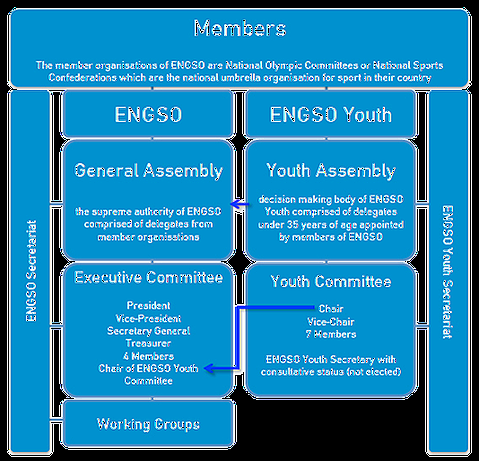 Members
The member organisations of ENGSO are National Olympic Committees or National Sports
Confederations which are the national umbrella organisation for sport in their country
ENGSO
ENGSO Youth
General Assembly
the supreme authority of ENGSO
comprised of delegates from
member organisations
Youth Assembly
decision making body of ENGSO
Youth comprised of delegates
under 35 years of age appointed
by members of ENGSO
Executive Committee
President
Vice-President
Secretary General
Treasurer
4 Members
Chair of ENGSO Youth
Committee
Youth Committee
Chair
Vice-Chair
7 Members
ENGSO Youth Secretary with
consultative status (not elected)
Working Groups
ENGSO Secretariat
ENGSO Youth Secretariat